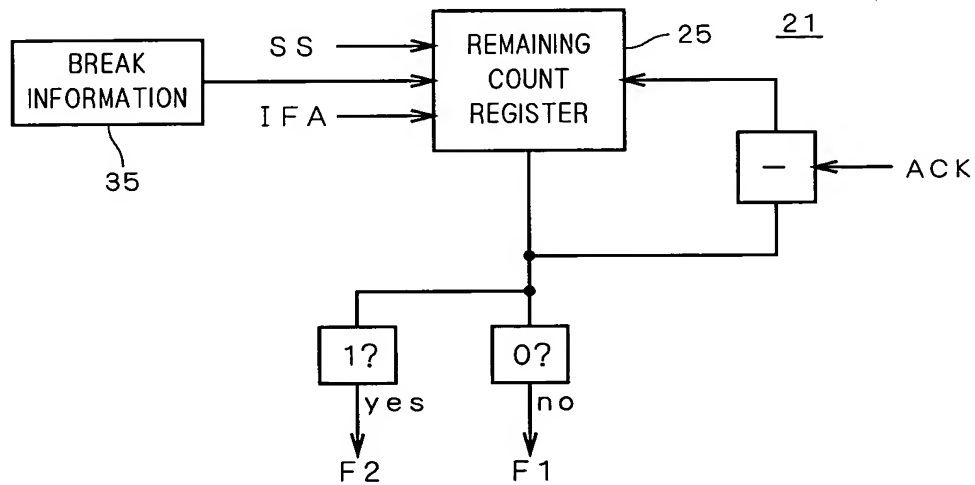 21
25
SS
REMAINING
COUNT
REGISTER
BREAK
INFORMATION
IFA
35
—
ACK
1?
0?
yes
no
F2
F1